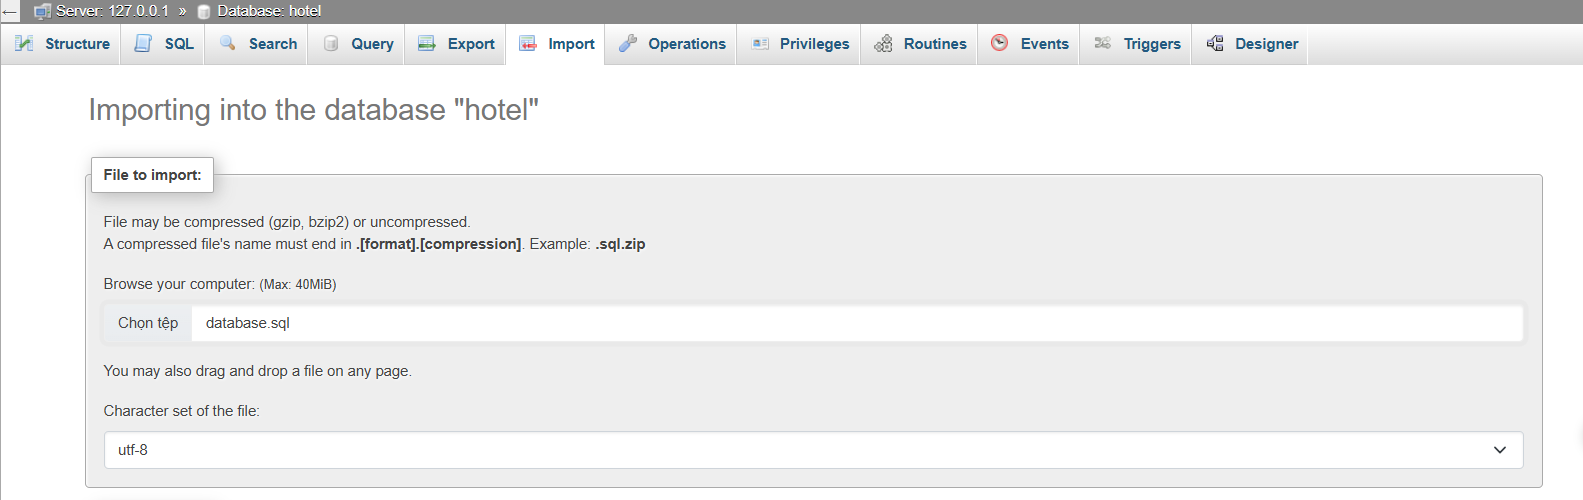 ← Server: 127.0.0.1 » Database: hotel
Structure SQL Search Query Export Import Operations Privileges Routines Events Triggers Designer
Importing into the database "hotel"
File to import:
File may be compressed (gzip, bzip2) or uncompressed.
A compressed file's name must end in .[format].[compression]. Example: .sql.zip
Browse your computer: (Max: 40MiB)
Chọn tệp database.sql
You may also drag and drop a file on any page.
Character set of the file:
utf-8